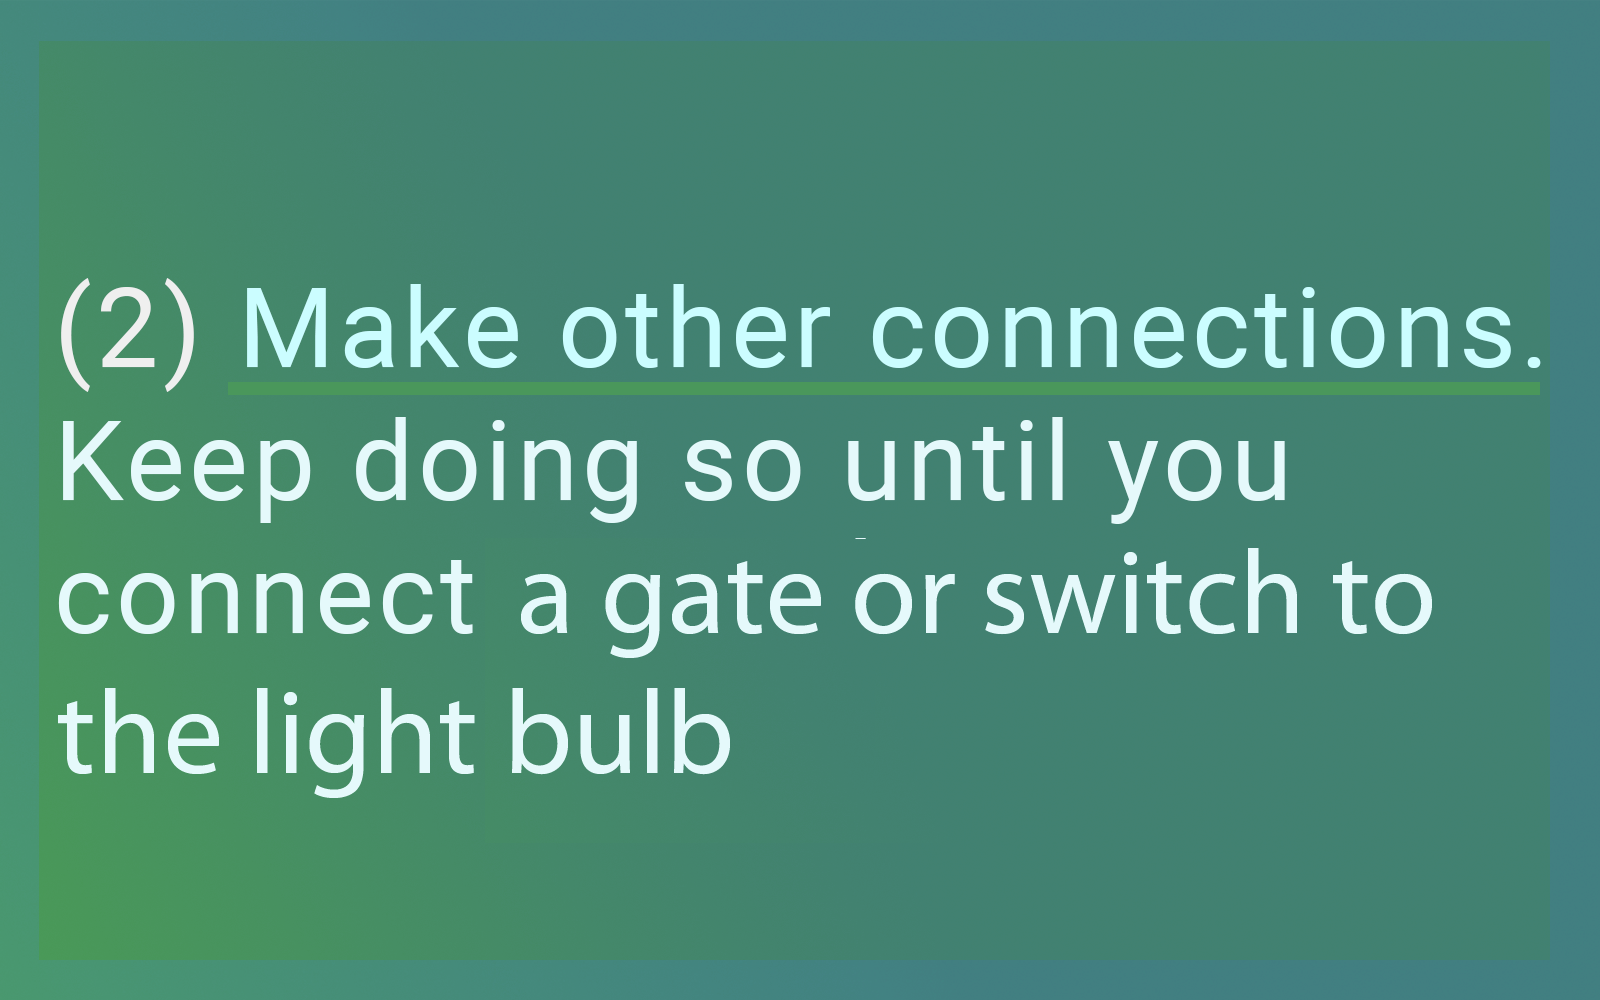 (2) Make other connections.
Keep doing so until you
connect a gate or switch to
the light bulb